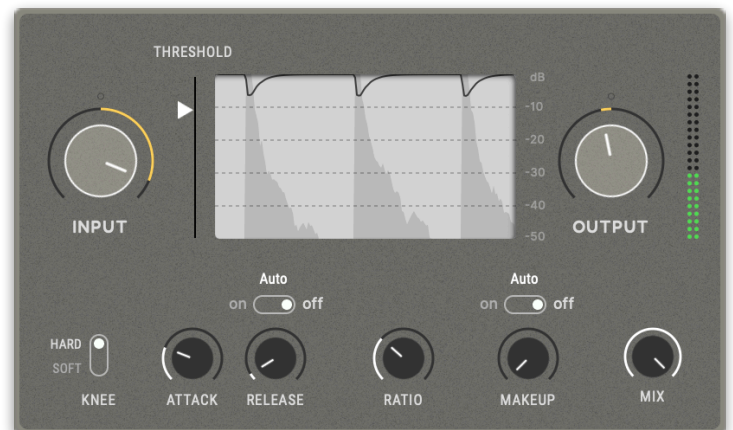 THRESHOLD
dB
-10
-20
-30
-40
-50
INPUT
OUTPUT
Auto
on off
Auto
on off
HARD
SOFT
KNEE
ATTACK
RELEASE
RATIO
MAKEUP
MIX